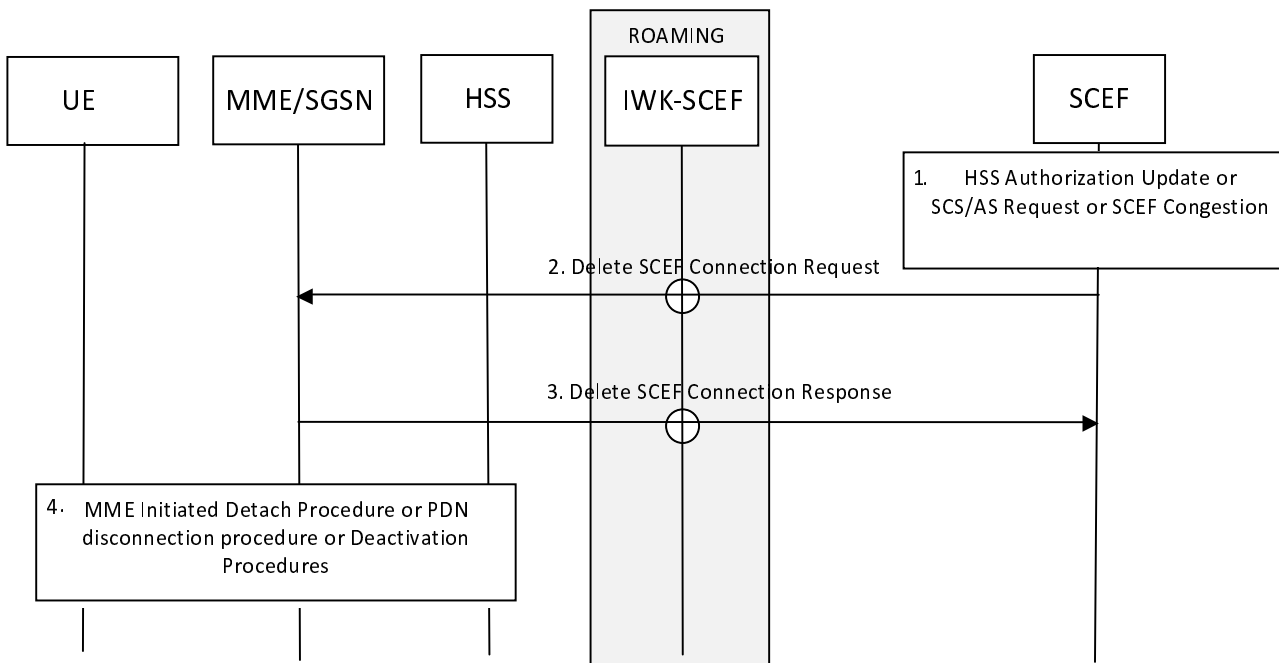 ROAMING
UE
MME/SGSN
HSS
IWK-SCEF
SCEF
1. HSS Authorization Update or
SCS/AS Request or SCEF Congestion
2. Delete SCEF Connection Request
3. Delete SCEF Connection Response
4. MME Initiated Detach Procedure or PDN
disconnection procedure or Deactivation
Procedures